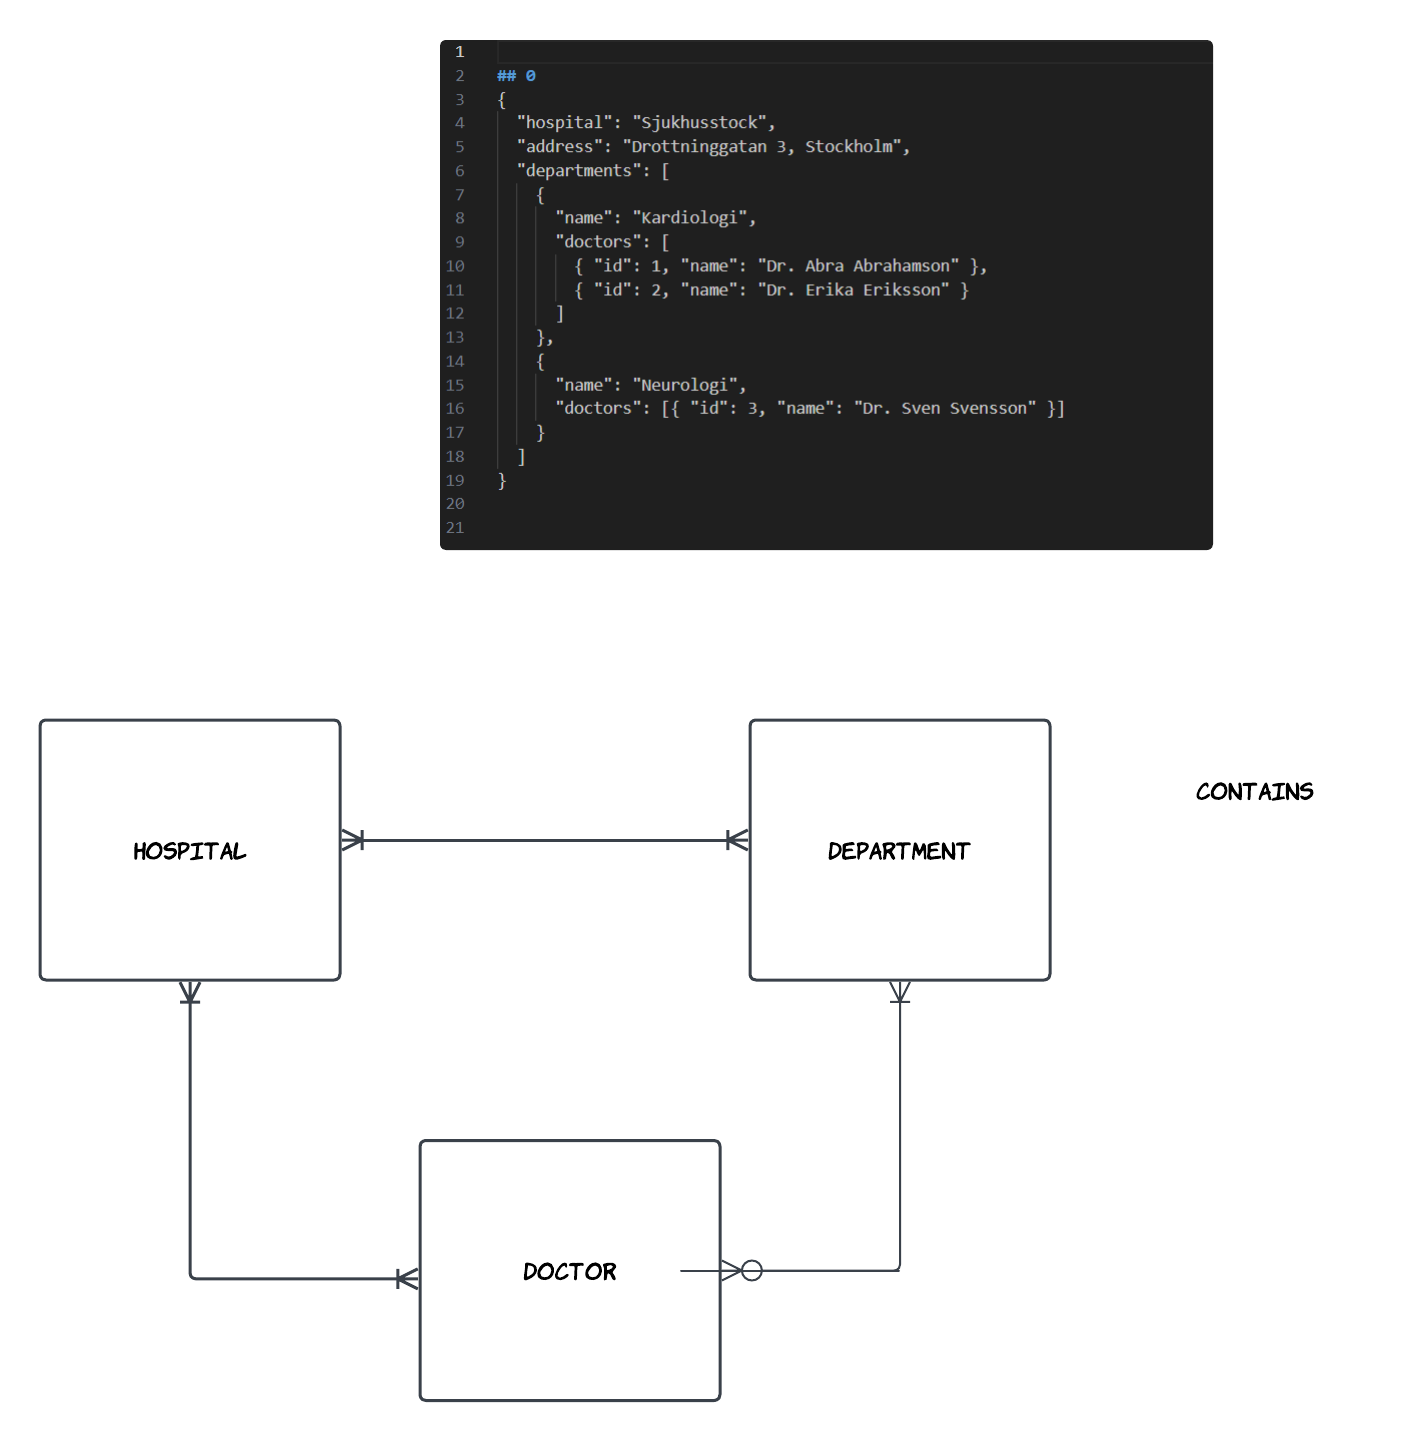 1
2 ## 0
3 {
4 "hospital": "Sjukhusstock",
5 "address": "Drottninggatan 3, Stockholm",
6 "departments": [
7 {
8 "name": "Kardiologi",
9 "doctors": [
10 { "id": 1, "name": "Dr. Abra Abrahamson" },
11 { "id": 2, "name": "Dr. Erika Eriksson" }
12 ]
13 },
14 {
15 "name": "Neurologi",
16 "doctors": [{ "id": 3, "name": "Dr. Sven Svensson" }]
17 }
18 ]
19 }
20
21
CONTAINS
HOSPITAL
DEPARTMENT
DOCTOR